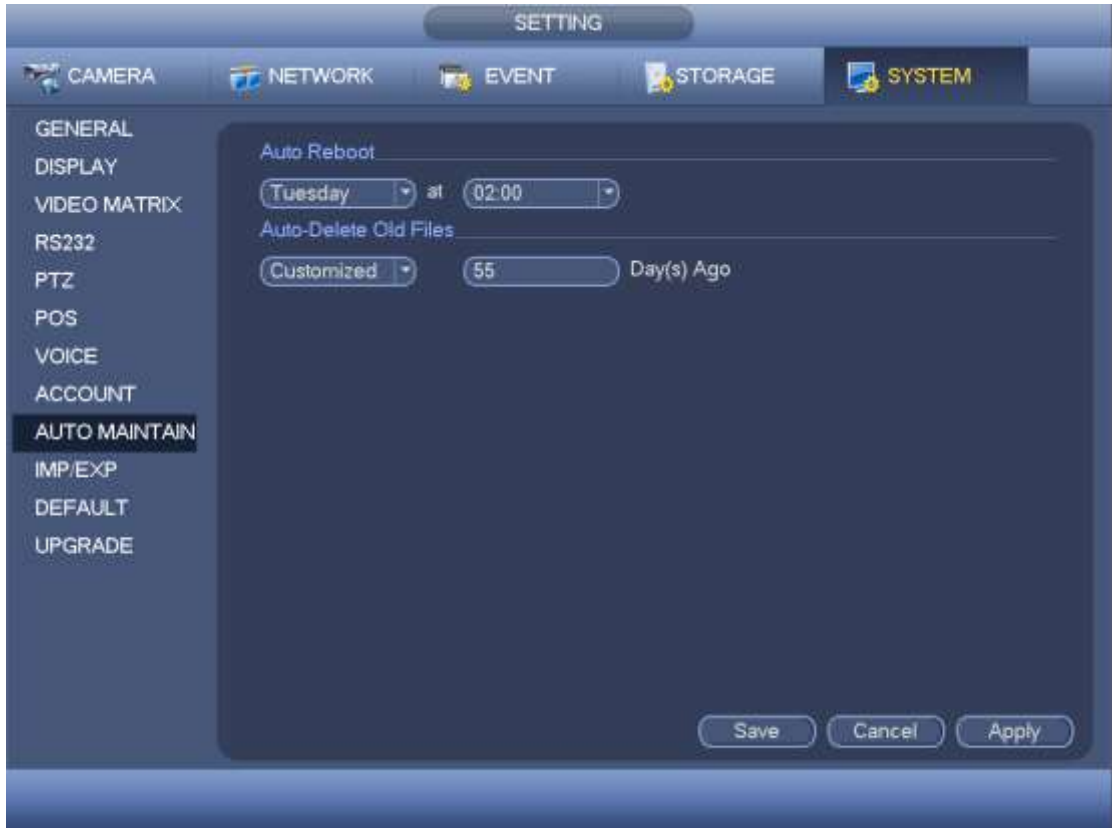 SETTING
CAMERA NETWORK EVENT STORAGE SYSTEM
GENERAL
DISPLAY
VIDEO MATRIX
RS232
PTZ
POS
VOICE
ACCOUNT
AUTO MAINTAIN
IMP/EXP
DEFAULT
UPGRADE
Auto Reboot
Tuesday at 02:00
Auto-Delete Old Files
Customized 55 Day(s) Ago
Save Cancel Apply